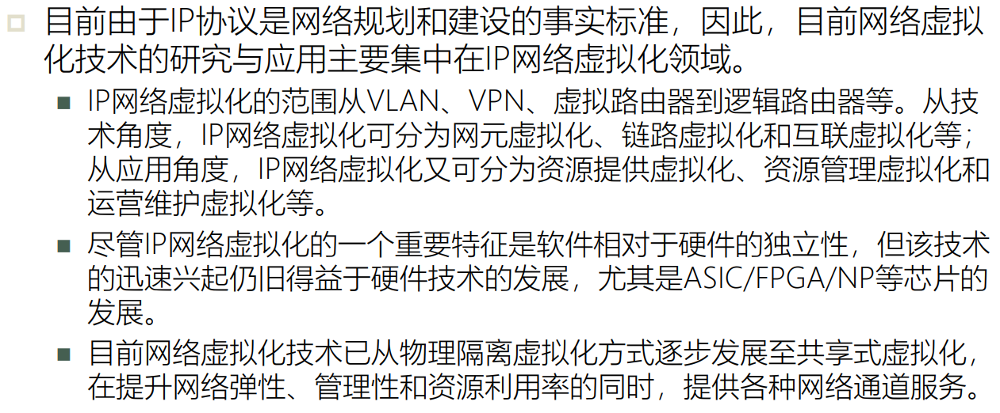 目前由于IP协议是网络规划和建设的事实标准，因此，目前网络虚拟
化技术的研究与应用主要集中在IP网络虚拟化领域。
IP网络虚拟化的范围从VLAN、VPN、虚拟路由器到逻辑路由器等。从技
术角度，IP网络虚拟化可分为网元虚拟化、链路虚拟化和互联虚拟化等；
从应用角度，IP网络虚拟化又可分为资源提供虚拟化、资源管理虚拟化和
运营维护虚拟化等。
尽管IP网络虚拟化的一个重要特征是软件相对于硬件的独立性，但该技术
的迅速兴起仍旧得益于硬件技术的发展，尤其是ASIC/FPGA/NP等芯片的
发展。
目前网络虚拟化技术已从物理隔离虚拟化方式逐步发展至共享式虚拟化，
在提升网络弹性、管理性和资源利用率的同时，提供各种网络通道服务。